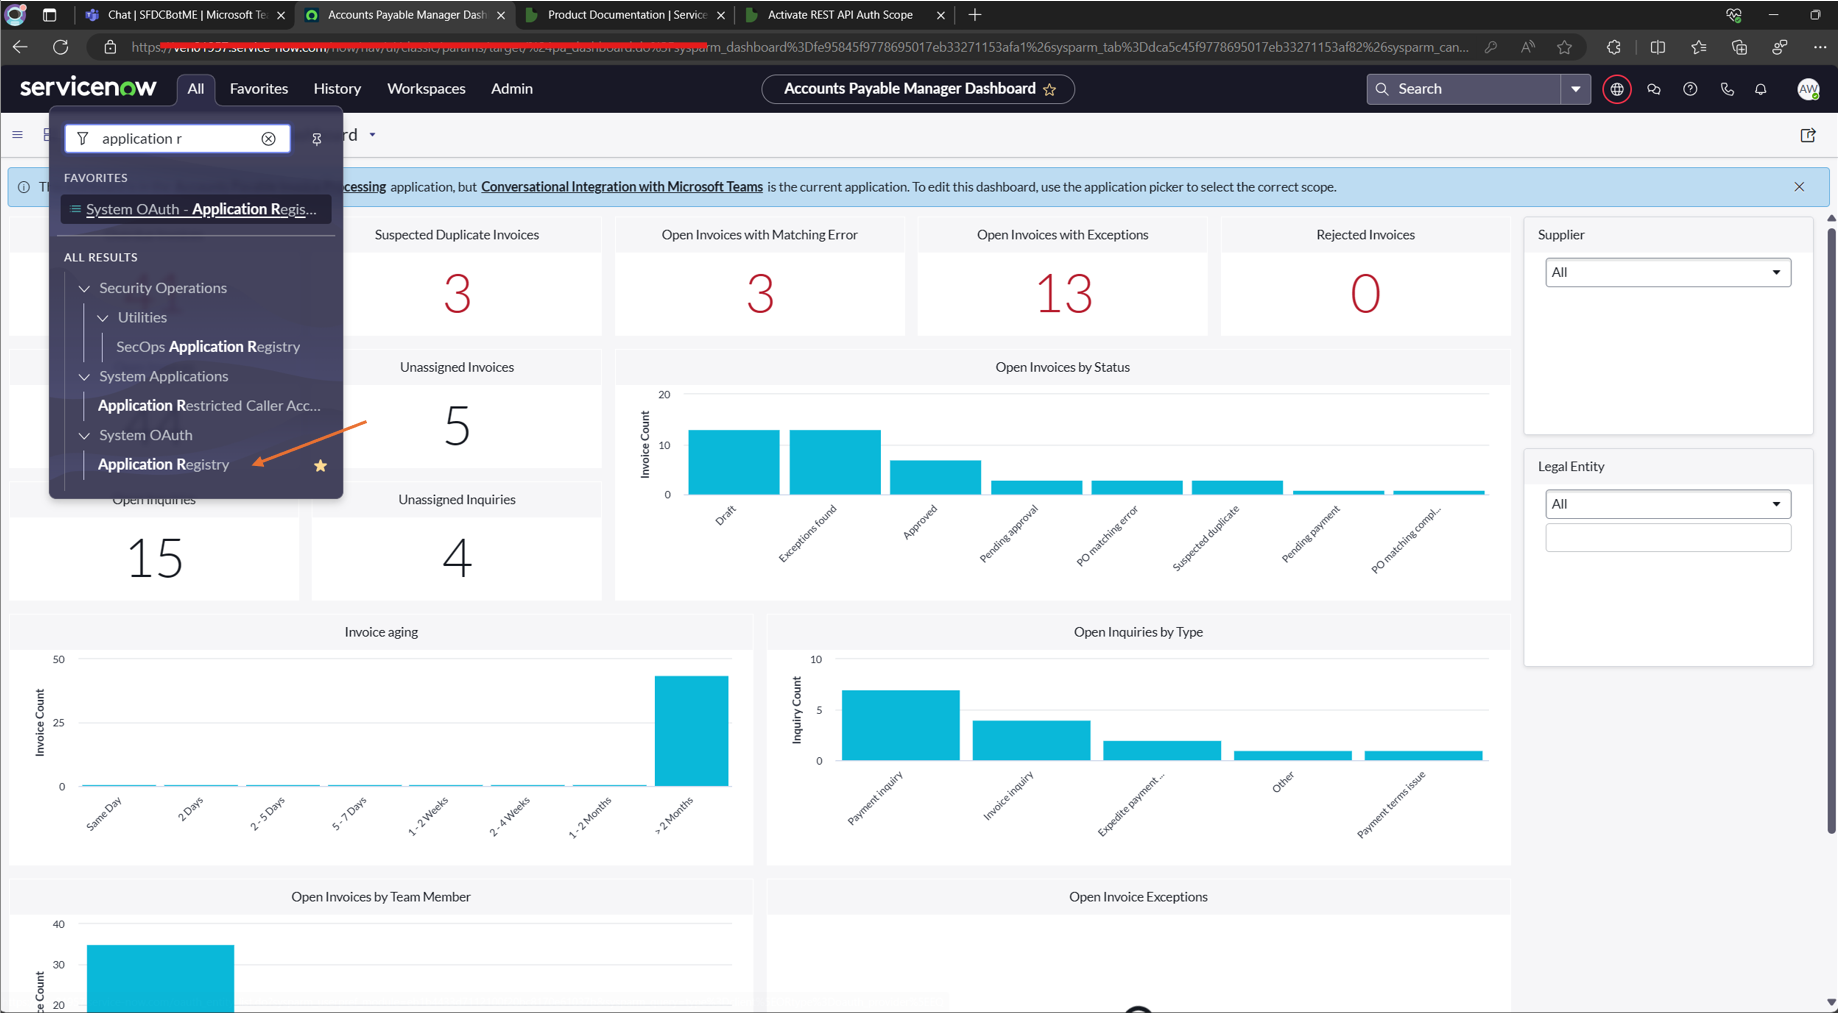 Chat | SFDCBotME | Microsoft Te
Accounts Payable Manager Dash
Product Documentation | Service
Activate REST API Auth Scope
servicenow
All
Favorites
History
Workspaces
Admin
Accounts Payable Manager Dashboard
Search
AW
application r
rd
FAVORITES
System OAuth - Application Regis...
ALL RESULTS
Security Operations
Utilities
SecOps Application Registry
System Applications
Application Restricted Caller Acc...
System OAuth
Application Registry
cessing application, but Conversational Integration with Microsoft Teams is the current application. To edit this dashboard, use the application picker to select the correct scope.
Suspected Duplicate Invoices
3
Open Invoices with Matching Error
3
Open Invoices with Exceptions
13
Rejected Invoices
0
Supplier
All
Unassigned Invoices
5
Open Inquiries
15
Unassigned Inquiries
4
Open Invoices by Status
Invoice Count
20
10
0
Draft
Exceptions found
Approved
Pending approval
PO matching error
Suspected duplicate
Pending payment
PO matching compl...
Legal Entity
All
Invoice aging
Invoice Count
50
25
0
Same Day
2 Days
2 - 5 Days
5 - 7 Days
1 - 2 Weeks
2 - 4 Weeks
1 - 2 Months
> 2 Months
Open Inquiries by Type
Inquiry Count
10
5
0
Payment inquiry
Invoice inquiry
Expedite payment ...
Other
Payment terms issue
Open Invoices by Team Member
40
30
20
e Count
Open Invoice Exceptions